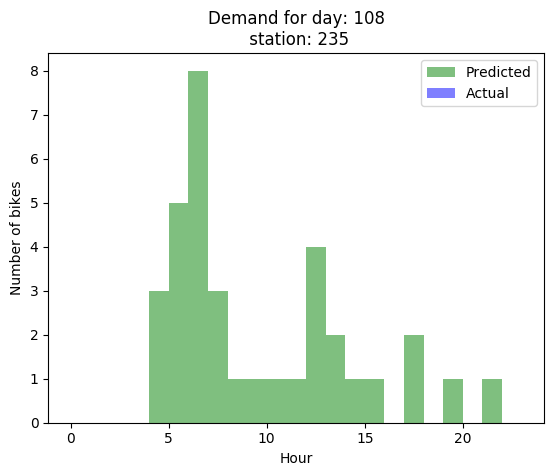 Demand for day: 108
station: 235
Predicted
Actual
Number of bikes
8
7
6
5
4
3
2
1
0
0 5 10 15 20
Hour